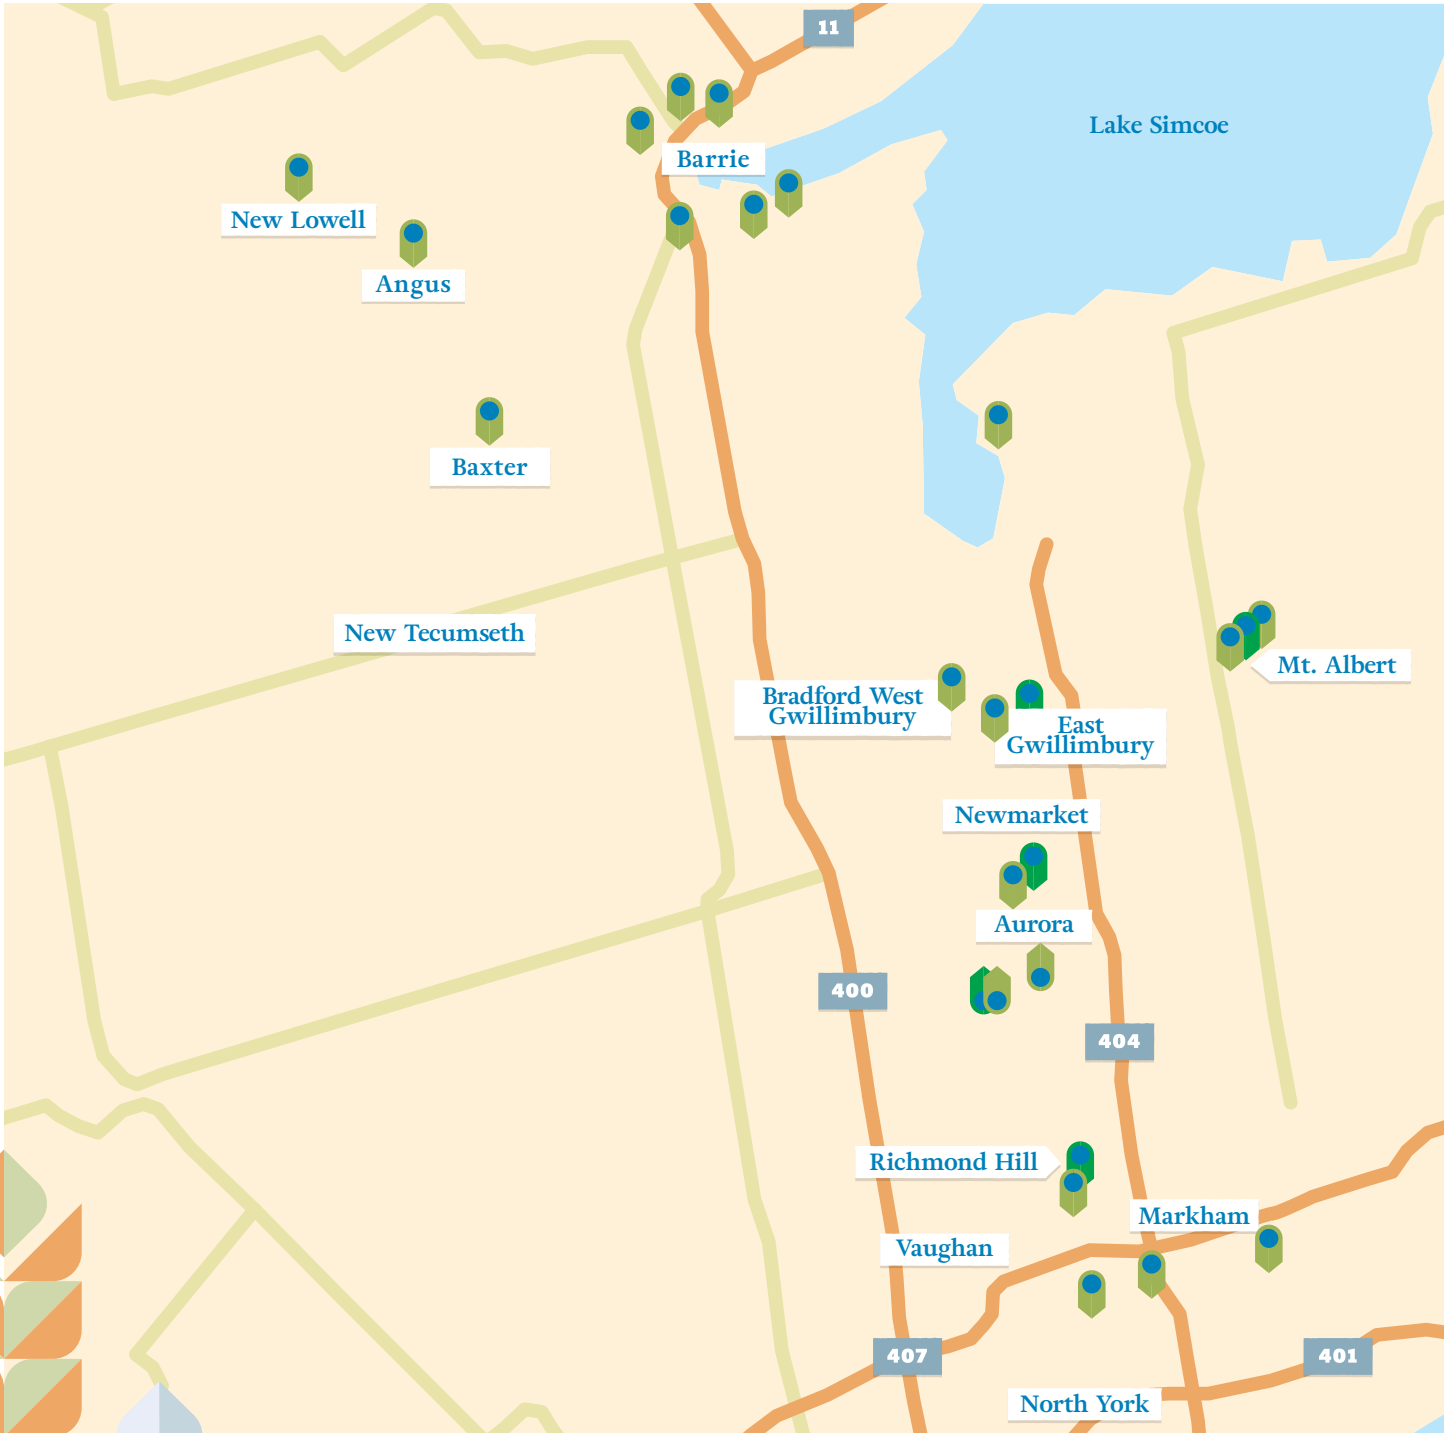 11
Lake Simcoe
Barrie
New Lowell
Angus
Baxter
New Tecumseth
Mt. Albert
Bradford West
Gwillimbury
East
Gwillimbury
Newmarket
Aurora
400
404
Richmond Hill
Markham
Vaughan
407
401
North York